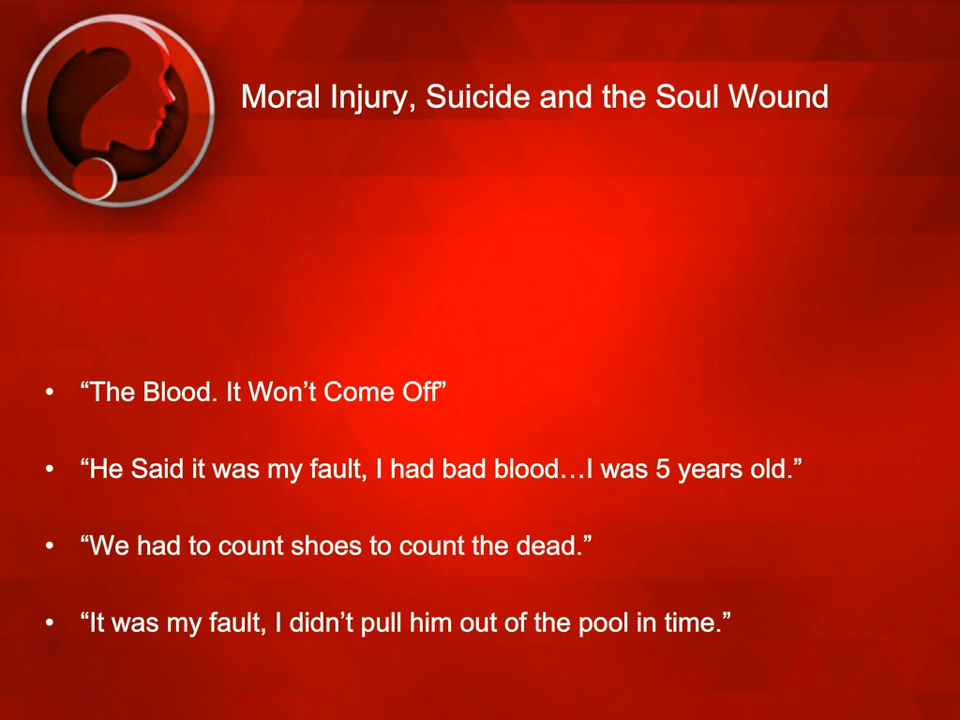 Moral Injury, Suicide and the Soul Wound
• “The Blood. It Won’t Come Off”
• “He Said it was my fault, I had bad blood…I was 5 years old.”
• “We had to count shoes to count the dead.”
• “It was my fault, I didn’t pull him out of the pool in time.”